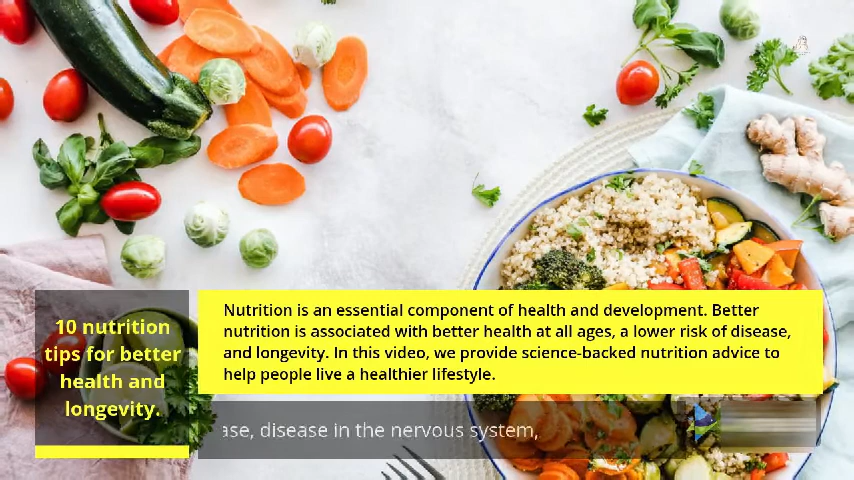 10 nutrition
tips for better
health and
longevity.
Nutrition is an essential component of health and development. Better
nutrition is associated with better health at all ages, a lower risk of disease,
and longevity. In this video, we provide science-backed nutrition advice to
help people live a healthier lifestyle.
disease in the nervous system,